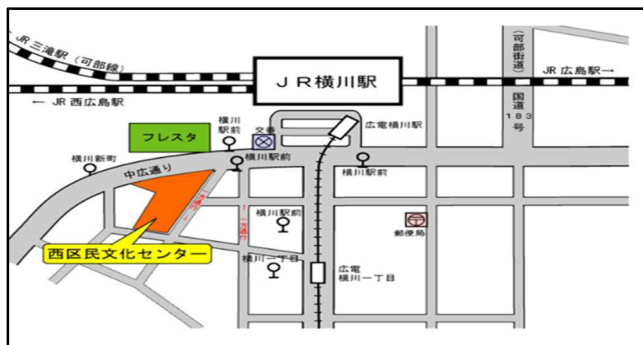 JR三滝駅(可部線)
JR横川駅
(可部街道)
国道183号
JR広島駅→
← JR西広島駅
横川駅前
交番
広電横川駅
フレスタ
横川新町
中広通り
横川駅前
横川駅前
横川駅前
郵便局
西区民文化センター
横川一丁目
広電
横川一丁目